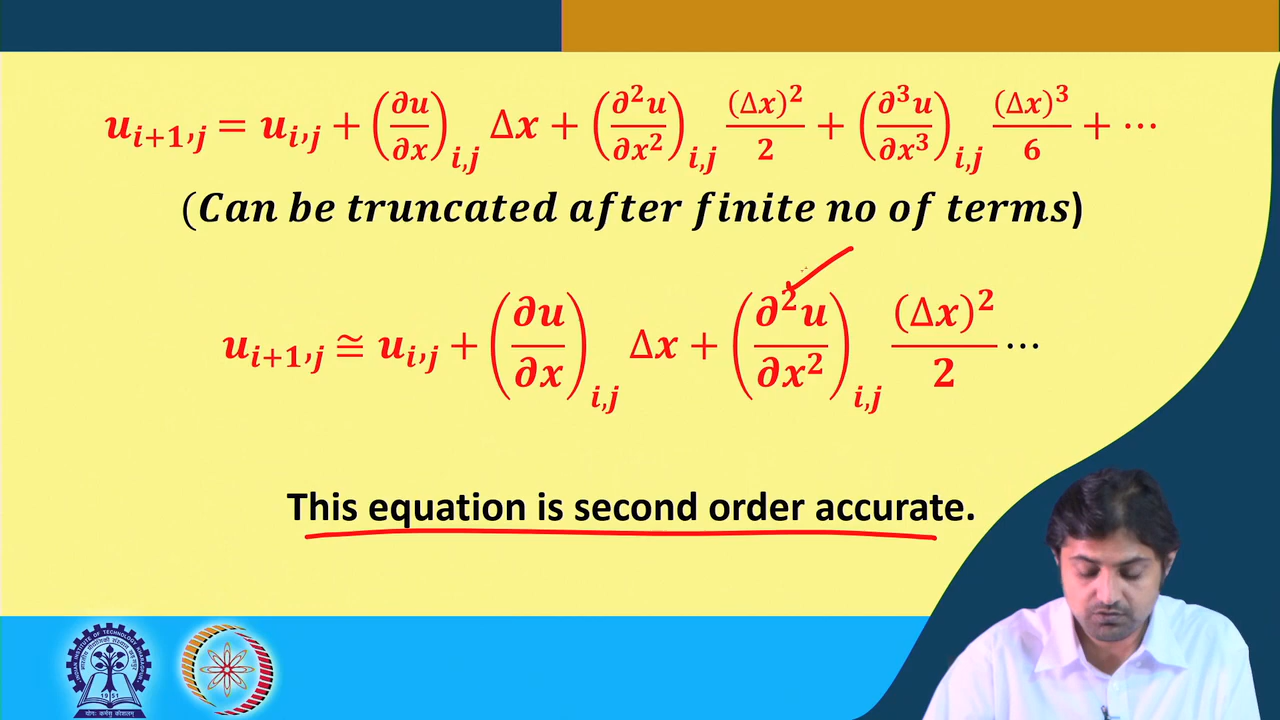 u_{i+1,j} = u_{i,j} + (∂u/∂x)_{i,j} Δx + (∂²u/∂x²)_{i,j} (Δx)²/2 + (∂³u/∂x³)_{i,j} (Δx)³/6 + ⋯
(Can be truncated after finite no of terms)
u_{i+1,j} ≅ u_{i,j} + (∂u/∂x)_{i,j} Δx + (∂²u/∂x²)_{i,j} (Δx)²/2 ⋯
This equation is second order accurate.
1951